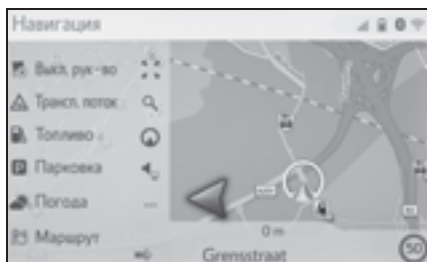 Навигация
Выкл. рук-во
Трансп. поток
Топливо
Парковка
Погода
Маршрут
0 m
Grensstraat
50